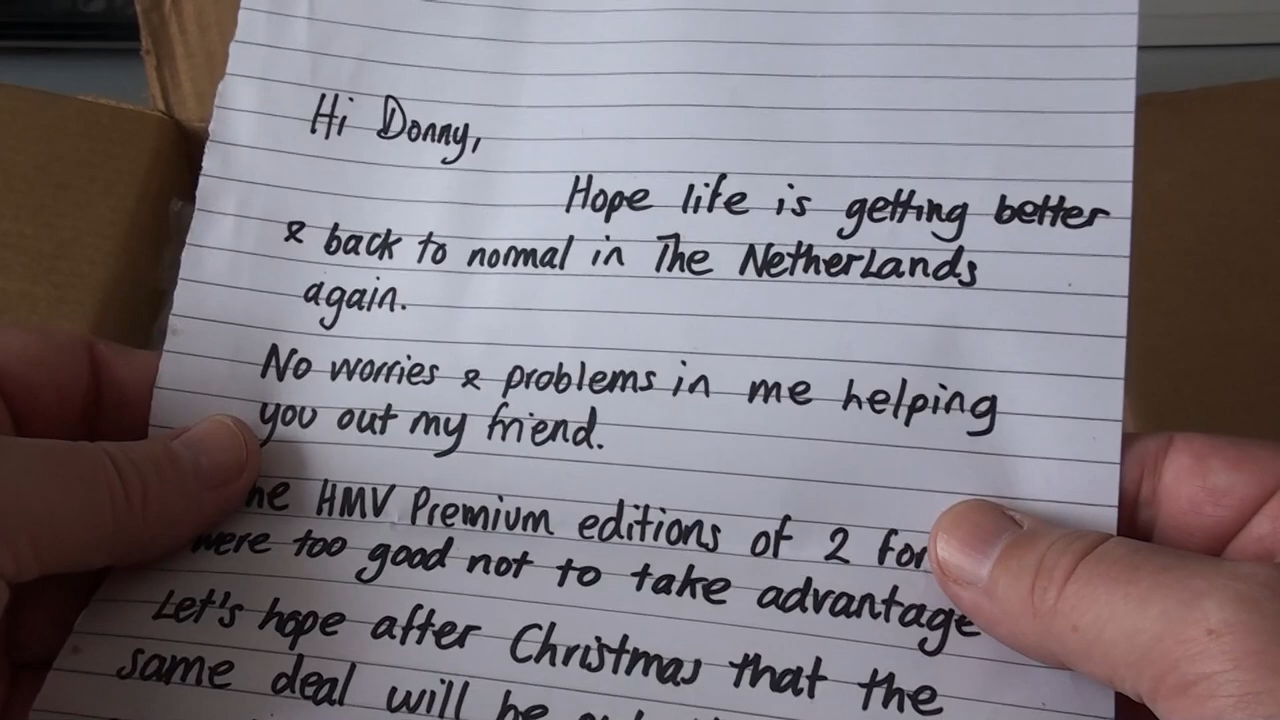 Hi Donny,
Hope life is getting better
& back to normal in The Netherlands
again.
No worries & problems in me helping
you out my friend.
HMV Premium editions of 2 for
were too good not to take advantage
Let's hope after Christmas that the
same deal will be